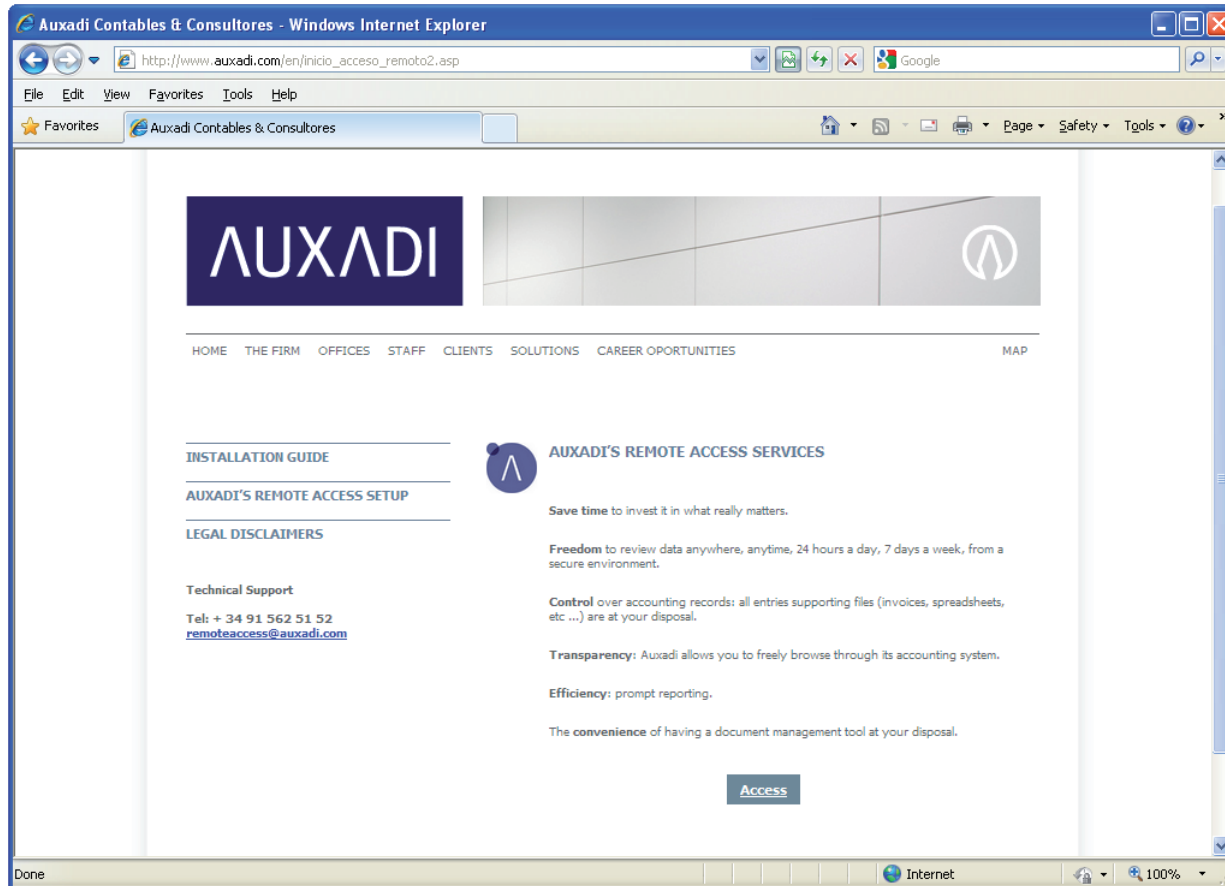 Auxadi Contables & Consultores - Windows Internet Explorer
http://www.auxadi.com/en/inicio_acceso_remoto2.asp
Google
File Edit View Favorites Tools Help
Favorites
Auxadi Contables & Consultores
Page Safety Tools
AUXADI
HOME THE FIRM OFFICES STAFF CLIENTS SOLUTIONS CAREER OPORTUNITIES MAP
INSTALLATION GUIDE
AUXADI'S REMOTE ACCESS SETUP
LEGAL DISCLAIMERS
Technical Support
Tel: + 34 91 562 51 52
remoteaccess@auxadi.com
AUXADI'S REMOTE ACCESS SERVICES
Save time to invest it in what really matters.
Freedom to review data anywhere, anytime, 24 hours a day, 7 days a week, from a
secure environment.
Control over accounting records: all entries supporting files (invoices, spreadsheets,
etc ...) are at your disposal.
Transparency: Auxadi allows you to freely browse through its accounting system.
Efficiency: prompt reporting.
The convenience of having a document management tool at your disposal.
Access
Done
Internet
100%